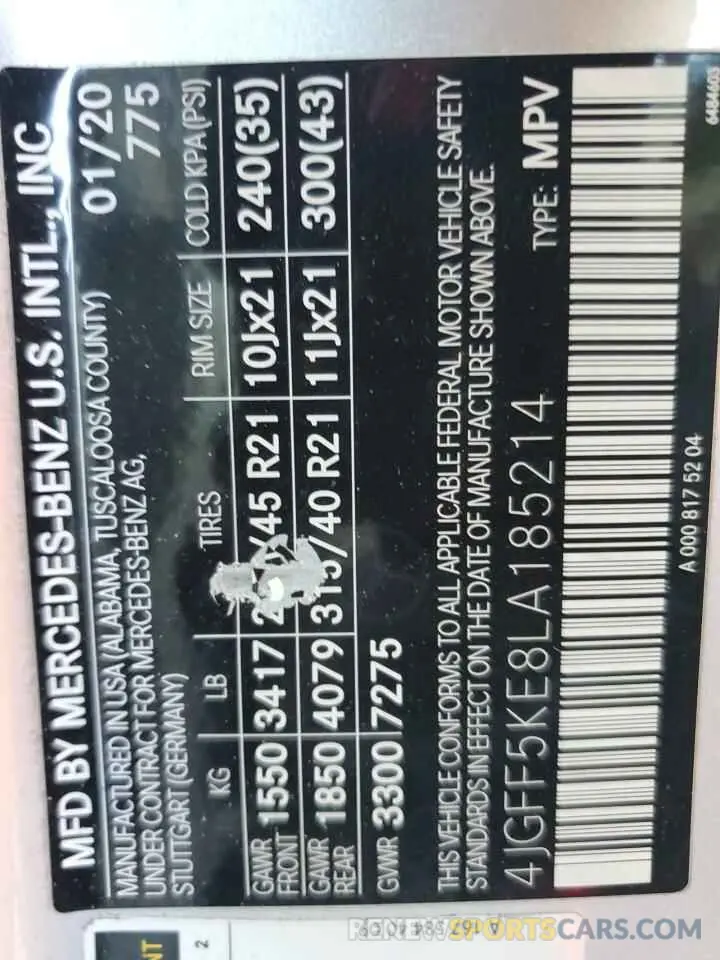 MFD BY MERCEDES-BENZ U.S. INTL., INC
MANUFACTURED IN USA (ALABAMA, TUSCALOOSA COUNTY) 01/20
UNDER CONTRACT FOR MERCEDES-BENZ AG, 775
STUTTGART (GERMANY)
KG LB TIRES RIM SIZE COLD KPA (PSI)
GAWR FRONT 1550 3417 /45 R21 10Jx21 240(35)
GAWR REAR 1850 4079 315/40 R21 11Jx21 300(43)
GVWR 3300 7275
THIS VEHICLE CONFORMS TO ALL APPLICABLE FEDERAL MOTOR VEHICLE SAFETY
STANDARDS IN EFFECT ON THE DATE OF MANUFACTURE SHOWN ABOVE.
4JGFF5KE8LA185214 TYPE: MPV
A 000 817 52 04
6484603
2
RENEWSPORTSCARS.COM